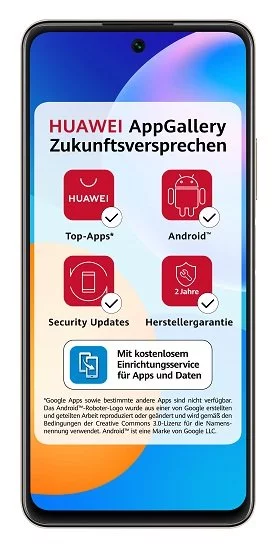 HUAWEI AppGallery
Zukunftsversprechen
HUAWEI
Top-Apps*
Android™
Security Updates
2 Jahre
Herstellergarantie
Mit kostenlosem
Einrichtungsservice
für Apps und Daten
*Google Apps sowie bestimmte andere Apps sind nicht verfügbar.
Das Android™-Roboter-Logo wurde aus einer von Google erstellten
und geteilten Arbeit reproduziert oder geändert und wird gemäß den
Bedingungen der Creative Commons 3.0-Lizenz für die Namens-
nennung verwendet. Android™ ist eine Marke von Google LLC.